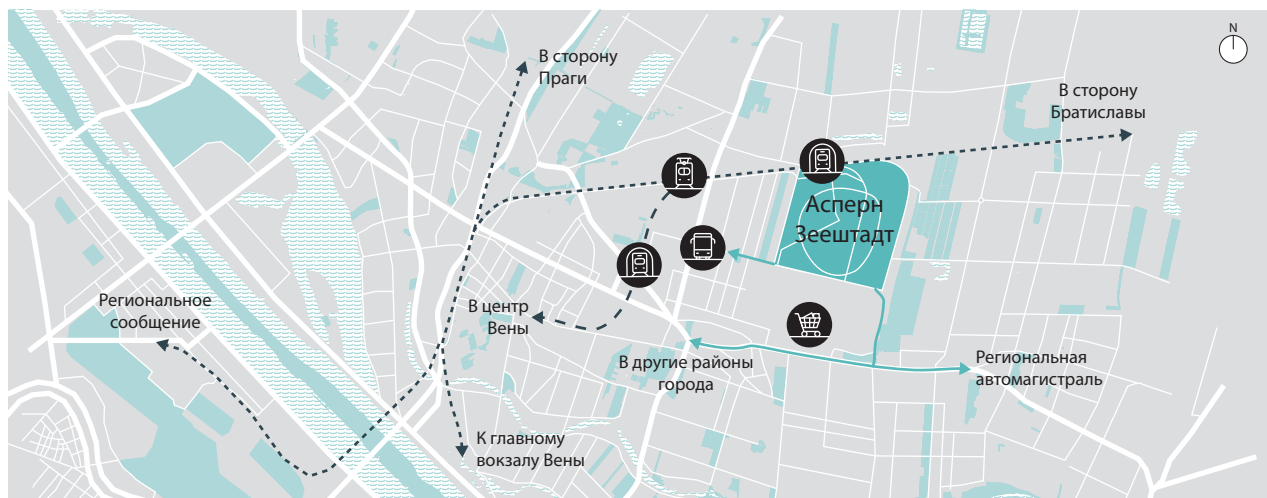 N
В сторону
Праги
В сторону
Братиславы
Асперн
Зеештадт
Региональное
сообщение
В центр
Вены
В другие районы
города
Региональная
автомагистраль
К главному
вокзалу Вены